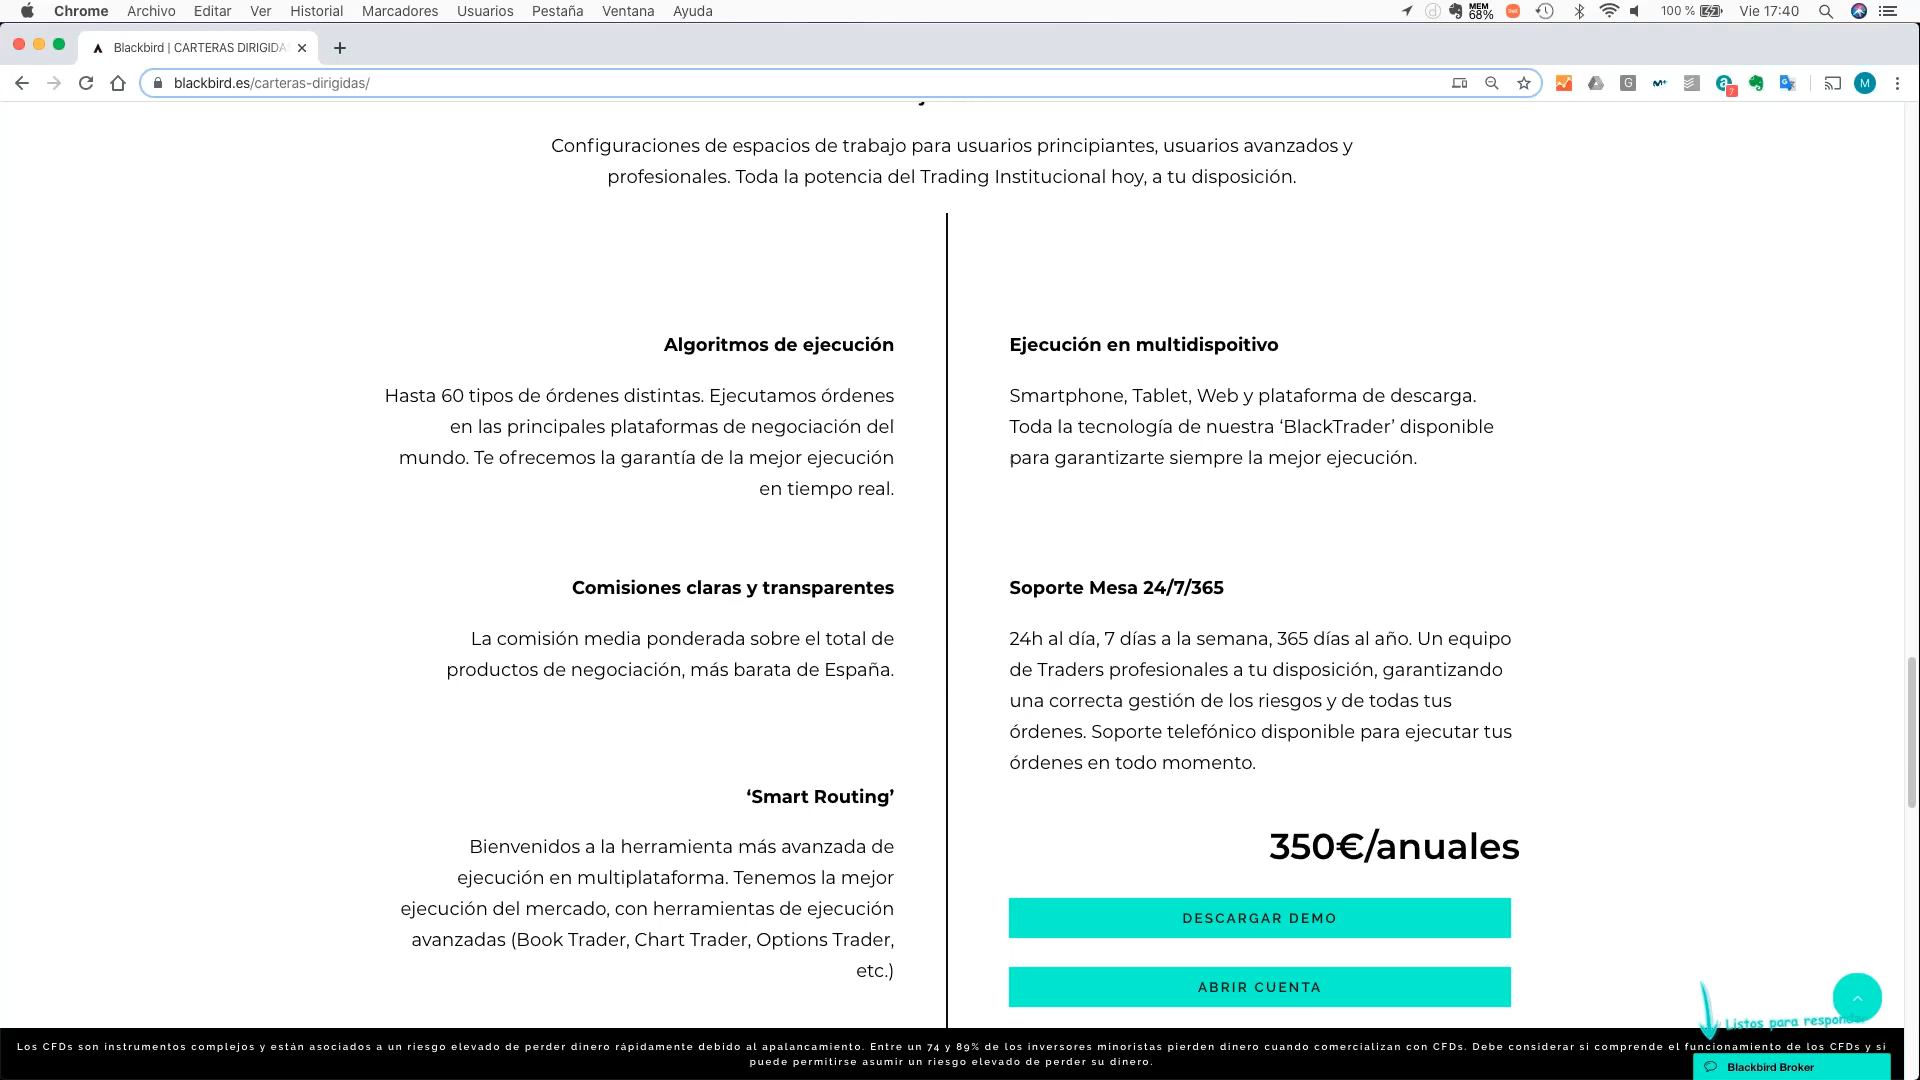 Chrome Archivo Editar Ver Historial Marcadores Usuarios Pestaña Ventana Ayuda
MEM 68% 100 % Vie 17:40
Blackbird | CARTERAS DIRIGIDA
blackbird.es/carteras-dirigidas/
Configuraciones de espacios de trabajo para usuarios principiantes, usuarios avanzados y
profesionales. Toda la potencia del Trading Institucional hoy, a tu disposición.
Algoritmos de ejecución
Hasta 60 tipos de órdenes distintas. Ejecutamos órdenes
en las principales plataformas de negociación del
mundo. Te ofrecemos la garantía de la mejor ejecución
en tiempo real.
Ejecución en multidispoitivo
Smartphone, Tablet, Web y plataforma de descarga.
Toda la tecnología de nuestra ‘BlackTrader’ disponible
para garantizarte siempre la mejor ejecución.
Comisiones claras y transparentes
La comisión media ponderada sobre el total de
productos de negociación, más barata de España.
Soporte Mesa 24/7/365
24h al día, 7 días a la semana, 365 días al año. Un equipo
de Traders profesionales a tu disposición, garantizando
una correcta gestión de los riesgos y de todas tus
órdenes. Soporte telefónico disponible para ejecutar tus
órdenes en todo momento.
‘Smart Routing’
Bienvenidos a la herramienta más avanzada de
ejecución en multiplataforma. Tenemos la mejor
ejecución del mercado, con herramientas de ejecución
avanzadas (Book Trader, Chart Trader, Options Trader,
etc.)
350€/anuales
DESCARGAR DEMO
ABRIR CUENTA
Listos para responder
Los CFDs son instrumentos complejos y están asociados a un riesgo elevado de perder dinero rápidamente debido al apalancamiento. Entre un 74 y 89% de los inversores minoristas pierden dinero cuando comercializan con CFDs. Debe considerar si comprende el funcionamiento de los CFDs y si
puede permitirse asumir un riesgo elevado de perder su dinero.
Blackbird Broker